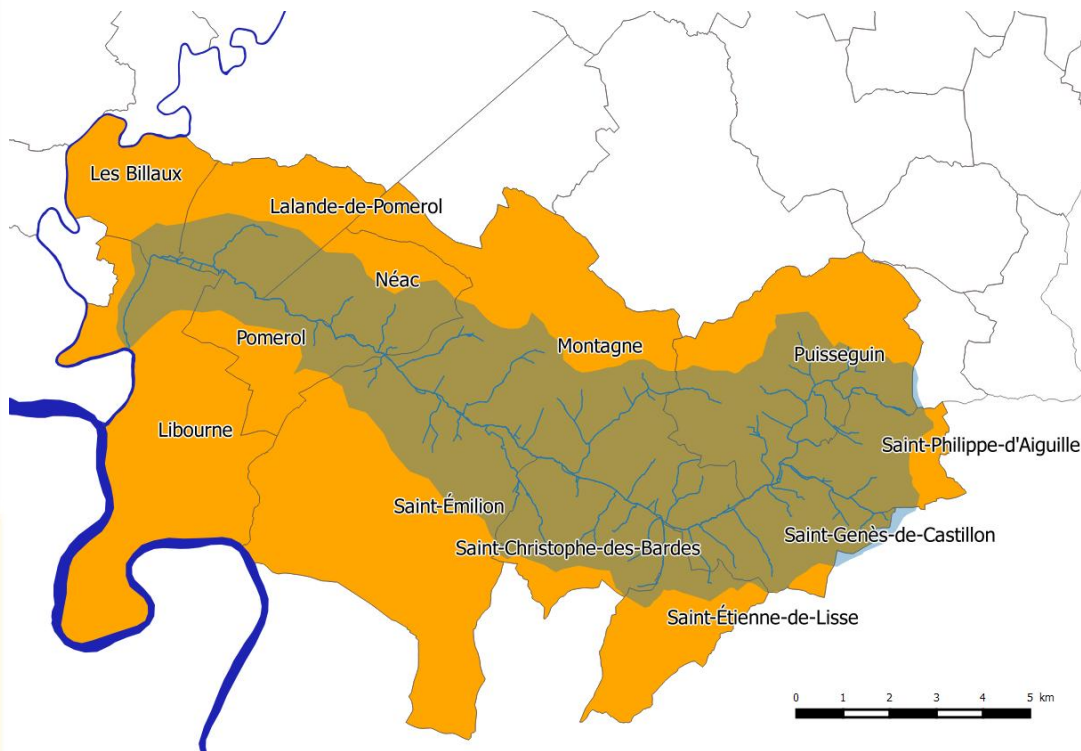 Les Billaux
Lalande-de-Pomerol
Néac
Pomerol
Montagne
Puisseguin
Libourne
Saint-Philippe-d'Aiguille
Saint-Émilion
Saint-Genès-de-Castillon
Saint-Christophe-des-Bardes
Saint-Étienne-de-Lisse
0 1 2 3 4 5 km